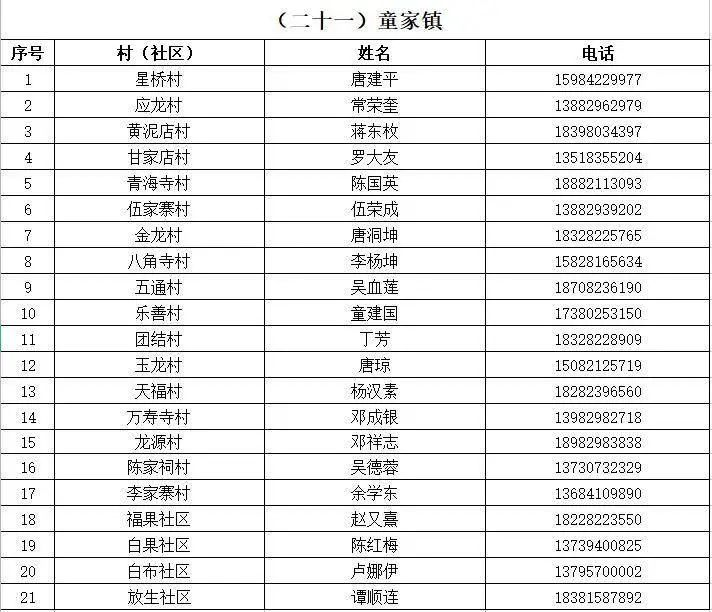 （二十一）童家镇
序号 村（社区） 姓名 电话
1 星桥村 唐建平 15984229977
2 应龙村 常荣奎 13882962979
3 黄泥店村 蒋东枚 18398034397
4 甘家店村 罗大友 13518355204
5 青海寺村 陈国英 18882113093
6 伍家寨村 伍荣成 13882939202
7 金龙村 唐洞坤 18328225765
8 八角寺村 李杨坤 15828165634
9 五通村 吴血莲 18708236190
10 乐善村 童建国 17380253150
11 团结村 丁芳 18328228909
12 玉龙村 唐琼 15082125719
13 天福村 杨汉素 18282396560
14 万寿寺村 邓成银 13982982718
15 龙源村 邓祥志 18982983838
16 陈家祠村 吴德蓉 13730732329
17 李家寨村 余学东 13684109890
18 福果社区 赵又熹 18228223550
19 白果社区 陈红梅 13739400825
20 白布社区 卢娜伊 13795700002
21 放生社区 谭顺连 18381587892